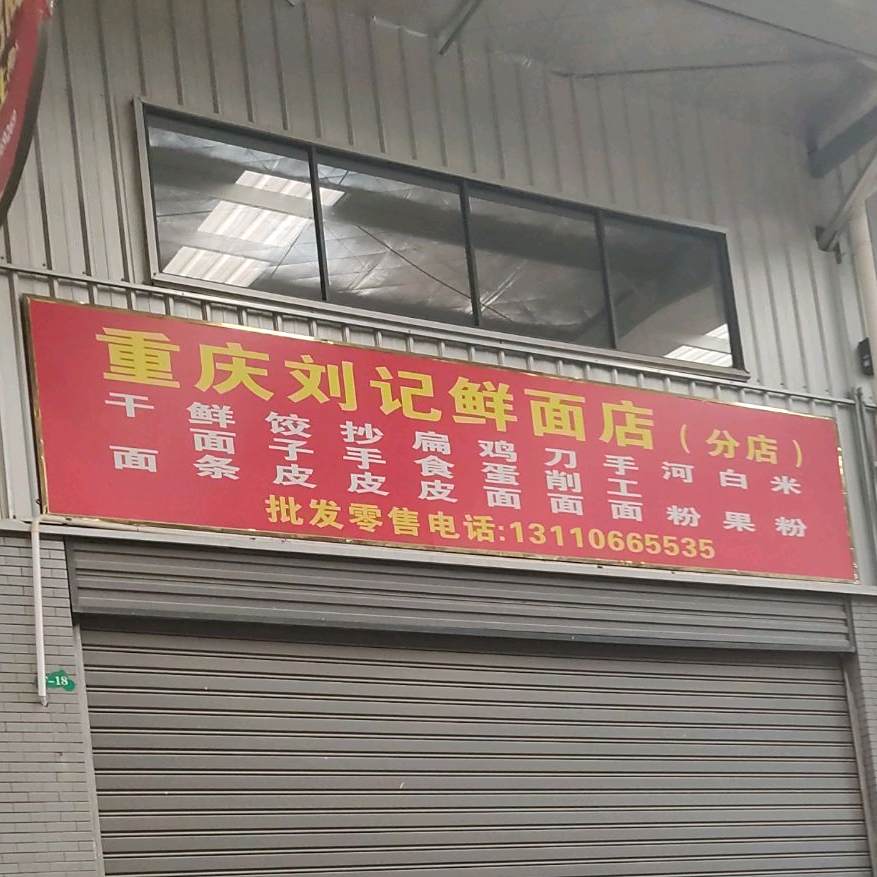 重庆刘记鲜面店（分店）
干面 鲜面条 饺子皮 抄手皮 扁食皮 鸡蛋面 刀削面 手工面 河粉 白果 米粉
批发零售电话:13110665535
-18